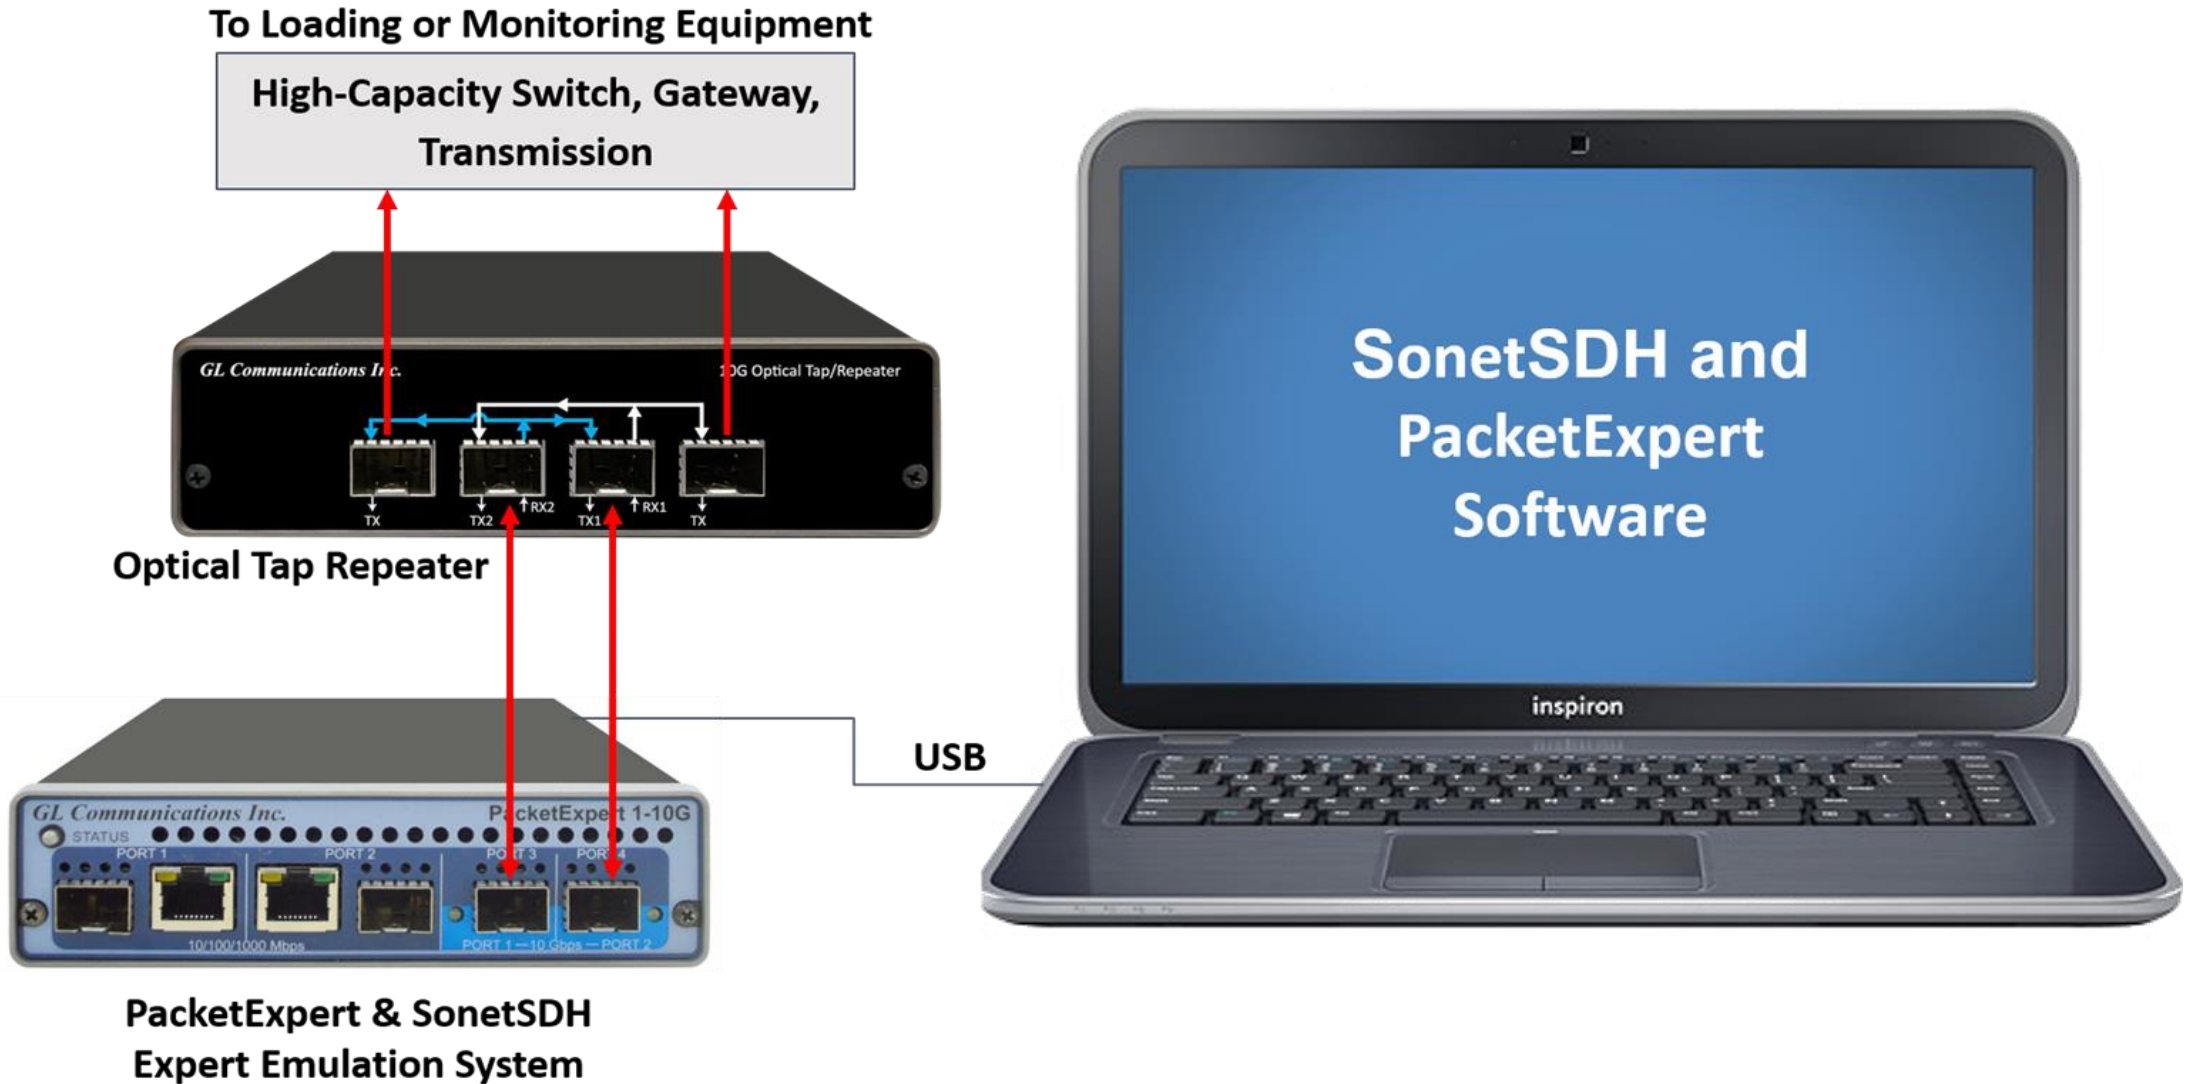 To Loading or Monitoring Equipment
High-Capacity Switch, Gateway,
Transmission
GL Communications Inc.
10G Optical Tap/Repeater
TX
TX2
RX2
TX1
RX1
TX
Optical Tap Repeater
SonetSDH and
PacketExpert
Software
inspiron
USB
GL Communications Inc.
PacketExpert 1-10G
STATUS
PORT 1
PORT 2
PORT 3
PORT 4
10/100/1000 Mbps
PORT 1 — 10 Gbps — PORT 2
PacketExpert & SonetSDH
Expert Emulation System